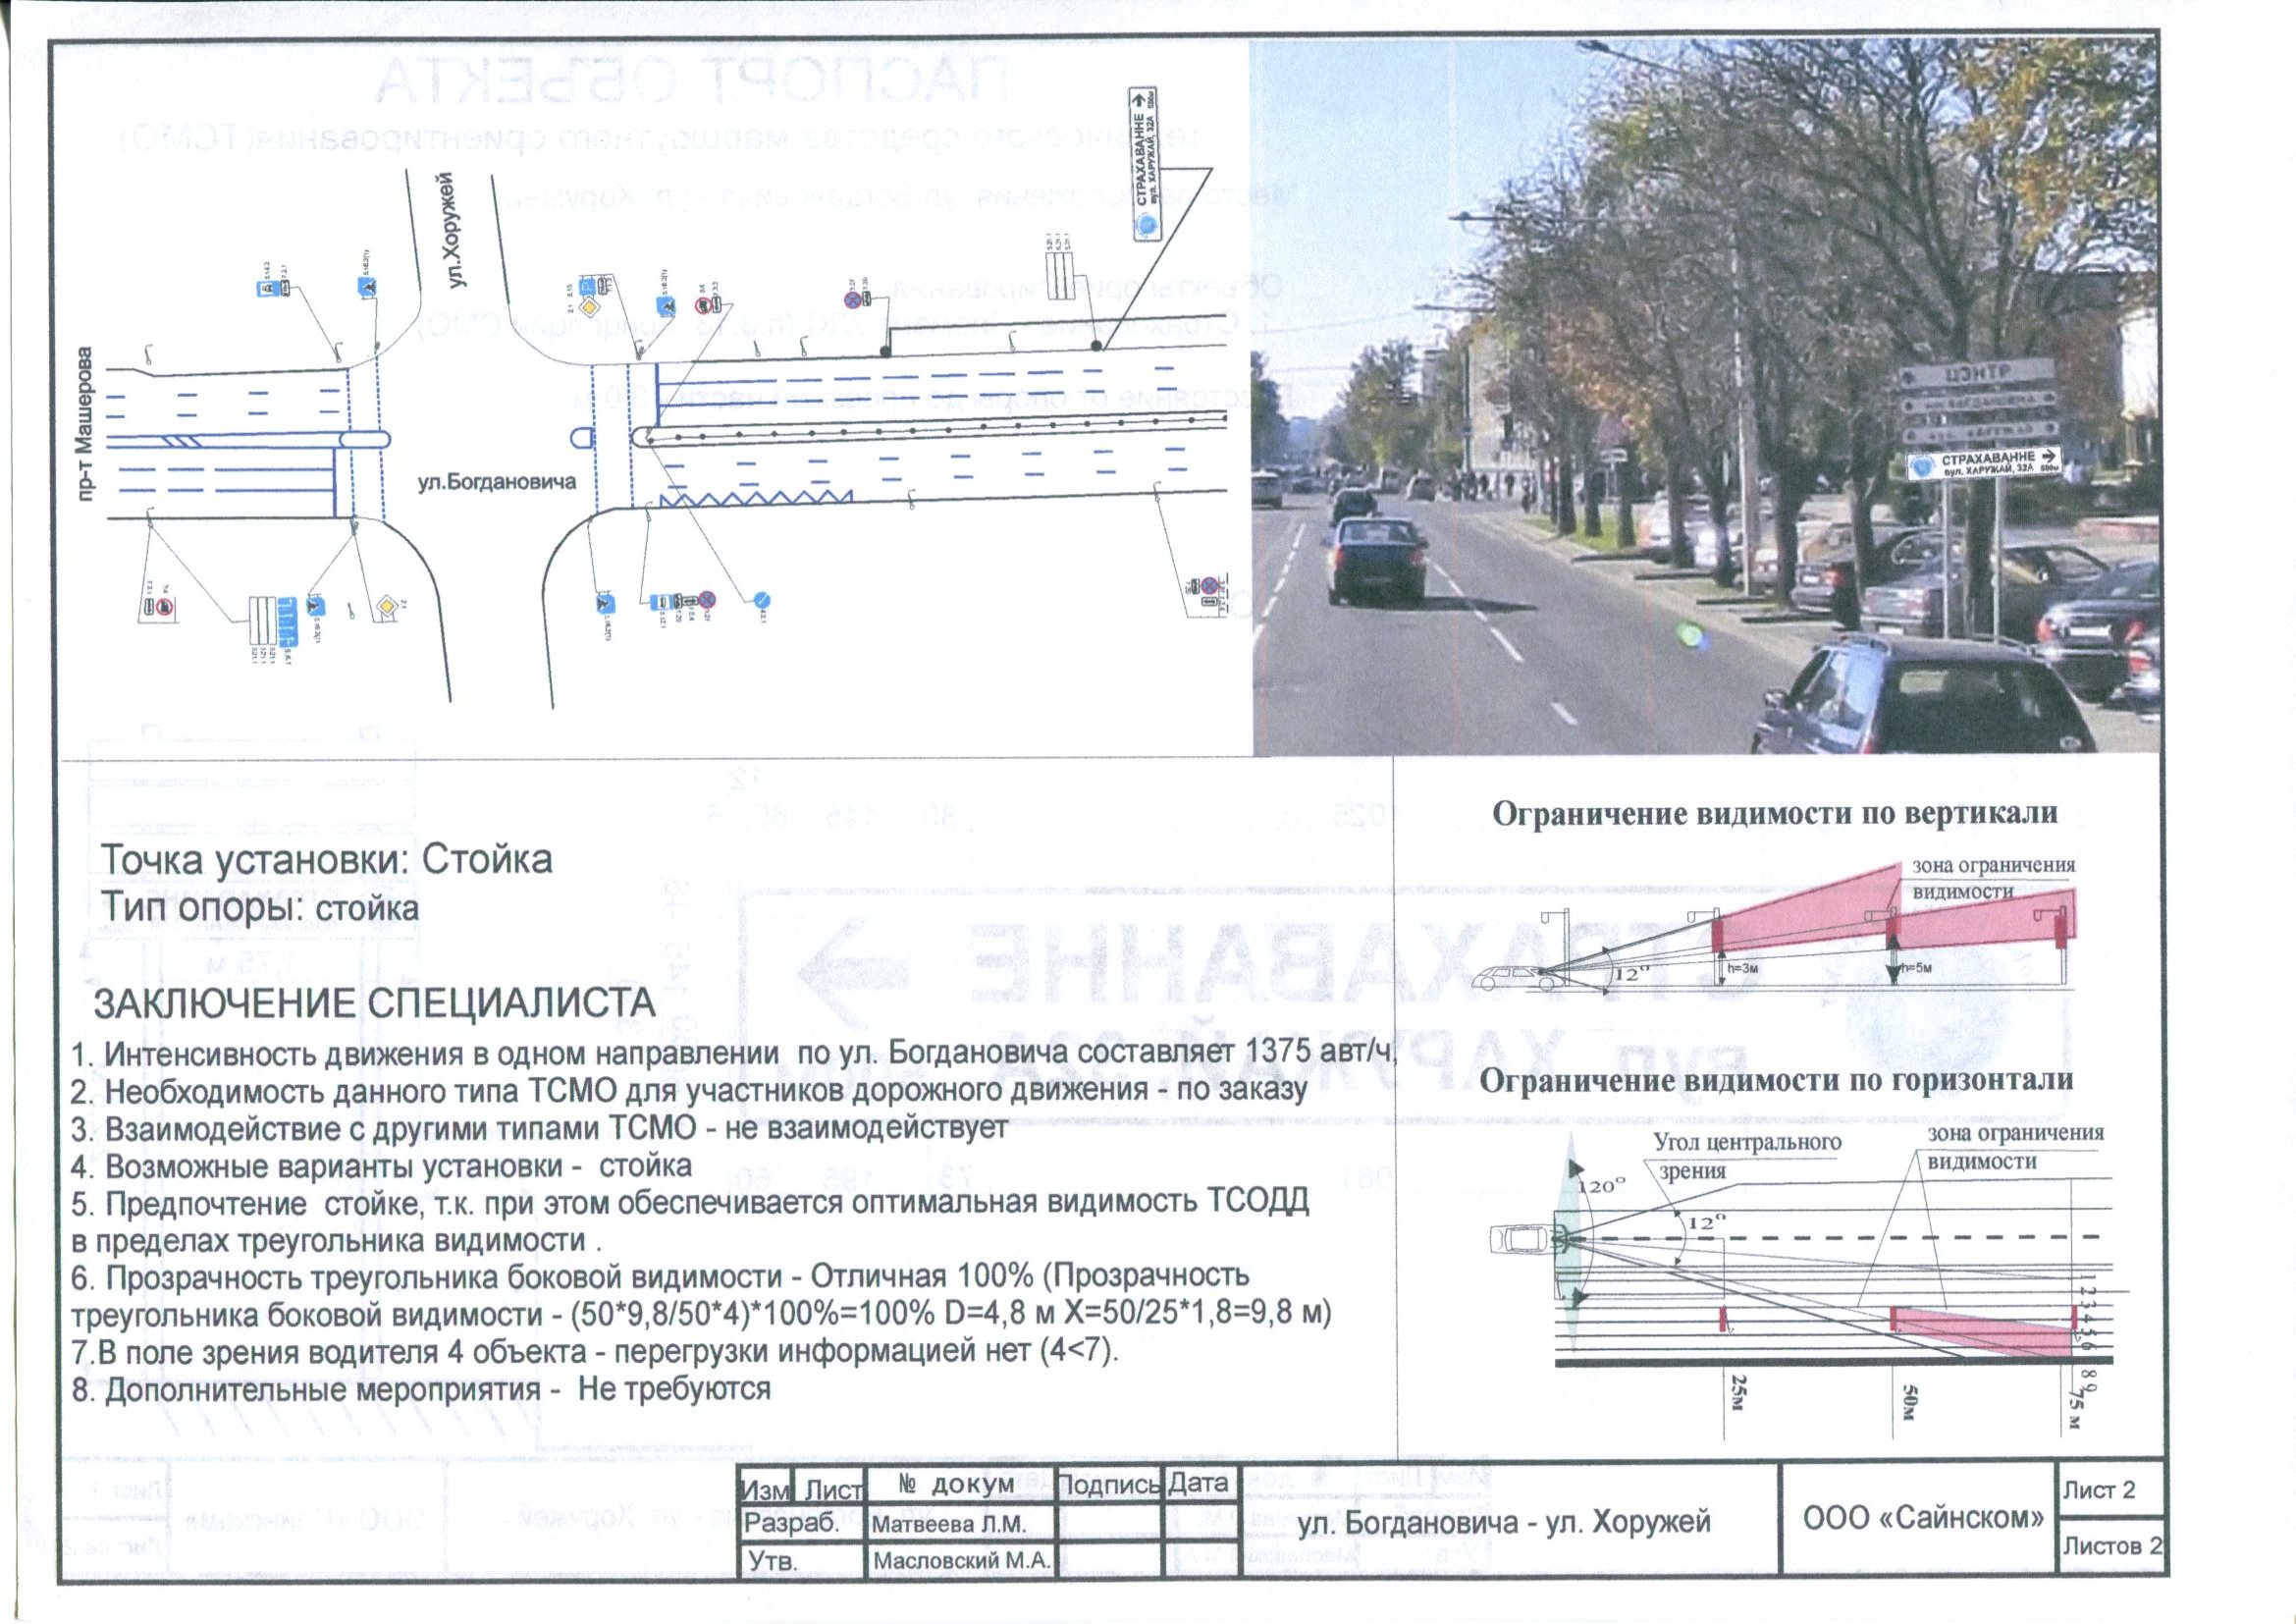 ул.Хоружей
СТРАХАВАННЕ
вул. ХАРУЖАЙ, 32А 500м
пр-т Машерова
ул.Богдановича
ЦЭНТР
СТРАХАВАННЕ
вул. ХАРУЖАЙ, 32А 500м
Точка установки: Стойка
Тип опоры: стойка
ЗАКЛЮЧЕНИЕ СПЕЦИАЛИСТА
1. Интенсивность движения в одном направлении по ул. Богдановича составляет 1375 авт/ч,
2. Необходимость данного типа ТСМО для участников дорожного движения - по заказу
3. Взаимодействие с другими типами ТСМО - не взаимодействует
4. Возможные варианты установки - стойка
5. Предпочтение стойке, т.к. при этом обеспечивается оптимальная видимость ТСОДД
в пределах треугольника видимости .
6. Прозрачность треугольника боковой видимости - Отличная 100% (Прозрачность
треугольника боковой видимости - (50*9,8/50*4)*100%=100% D=4,8 м X=50/25*1,8=9,8 м)
7.В поле зрения водителя 4 объекта - перегрузки информацией нет (4<7).
8. Дополнительные мероприятия - Не требуются
Ограничение видимости по вертикали
зона ограничения
видимости
12°
h=3м
h=5м
Ограничение видимости по горизонтали
Угол центрального
зрения
зона ограничения
видимости
120°
12°
1 2 3 4 5 6
8 9
25м
50м
75 м
Изм Лист № докум Подпись Дата
Разраб. Матвеева Л.М.
Утв. Масловский М.А.
ул. Богдановича - ул. Хоружей
ООО «Сайнском»
Лист 2
Листов 2